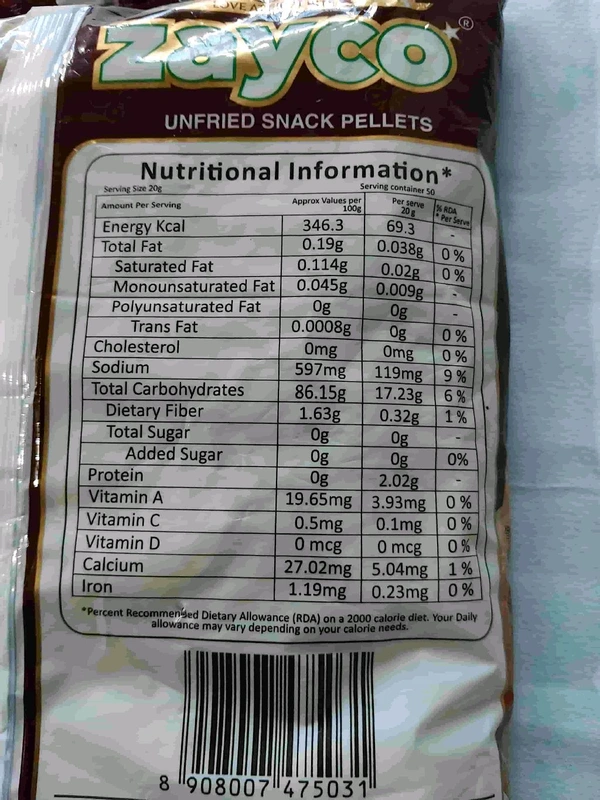 zayco ®
UNFRIED SNACK PELLETS
Nutritional Information*
Serving Size 20g Serving container 50
Amount Per Serving Approx Values per 100g Per serve 20 g % RDA * Per Serve
Energy Kcal 346.3 69.3 -
Total Fat 0.19g 0.038g 0 %
Saturated Fat 0.114g 0.02g 0 %
Monounsaturated Fat 0.045g 0.009g -
Polyunsaturated Fat 0g 0g -
Trans Fat 0.0008g 0g 0 %
Cholesterol 0mg 0mg 0 %
Sodium 597mg 119mg 9 %
Total Carbohydrates 86.15g 17.23g 6 %
Dietary Fiber 1.63g 0.32g 1 %
Total Sugar 0g 0g -
Added Sugar 0g 0g 0%
Protein 0g 2.02g -
Vitamin A 19.65mg 3.93mg 0 %
Vitamin C 0.5mg 0.1mg 0 %
Vitamin D 0 mcg 0 mcg 0 %
Calcium 27.02mg 5.04mg 1 %
Iron 1.19mg 0.23mg 0 %
*Percent Recommended Dietary Allowance (RDA) on a 2000 calorie diet. Your Daily
allowance may vary depending on your calorie needs.
8 908007 475031